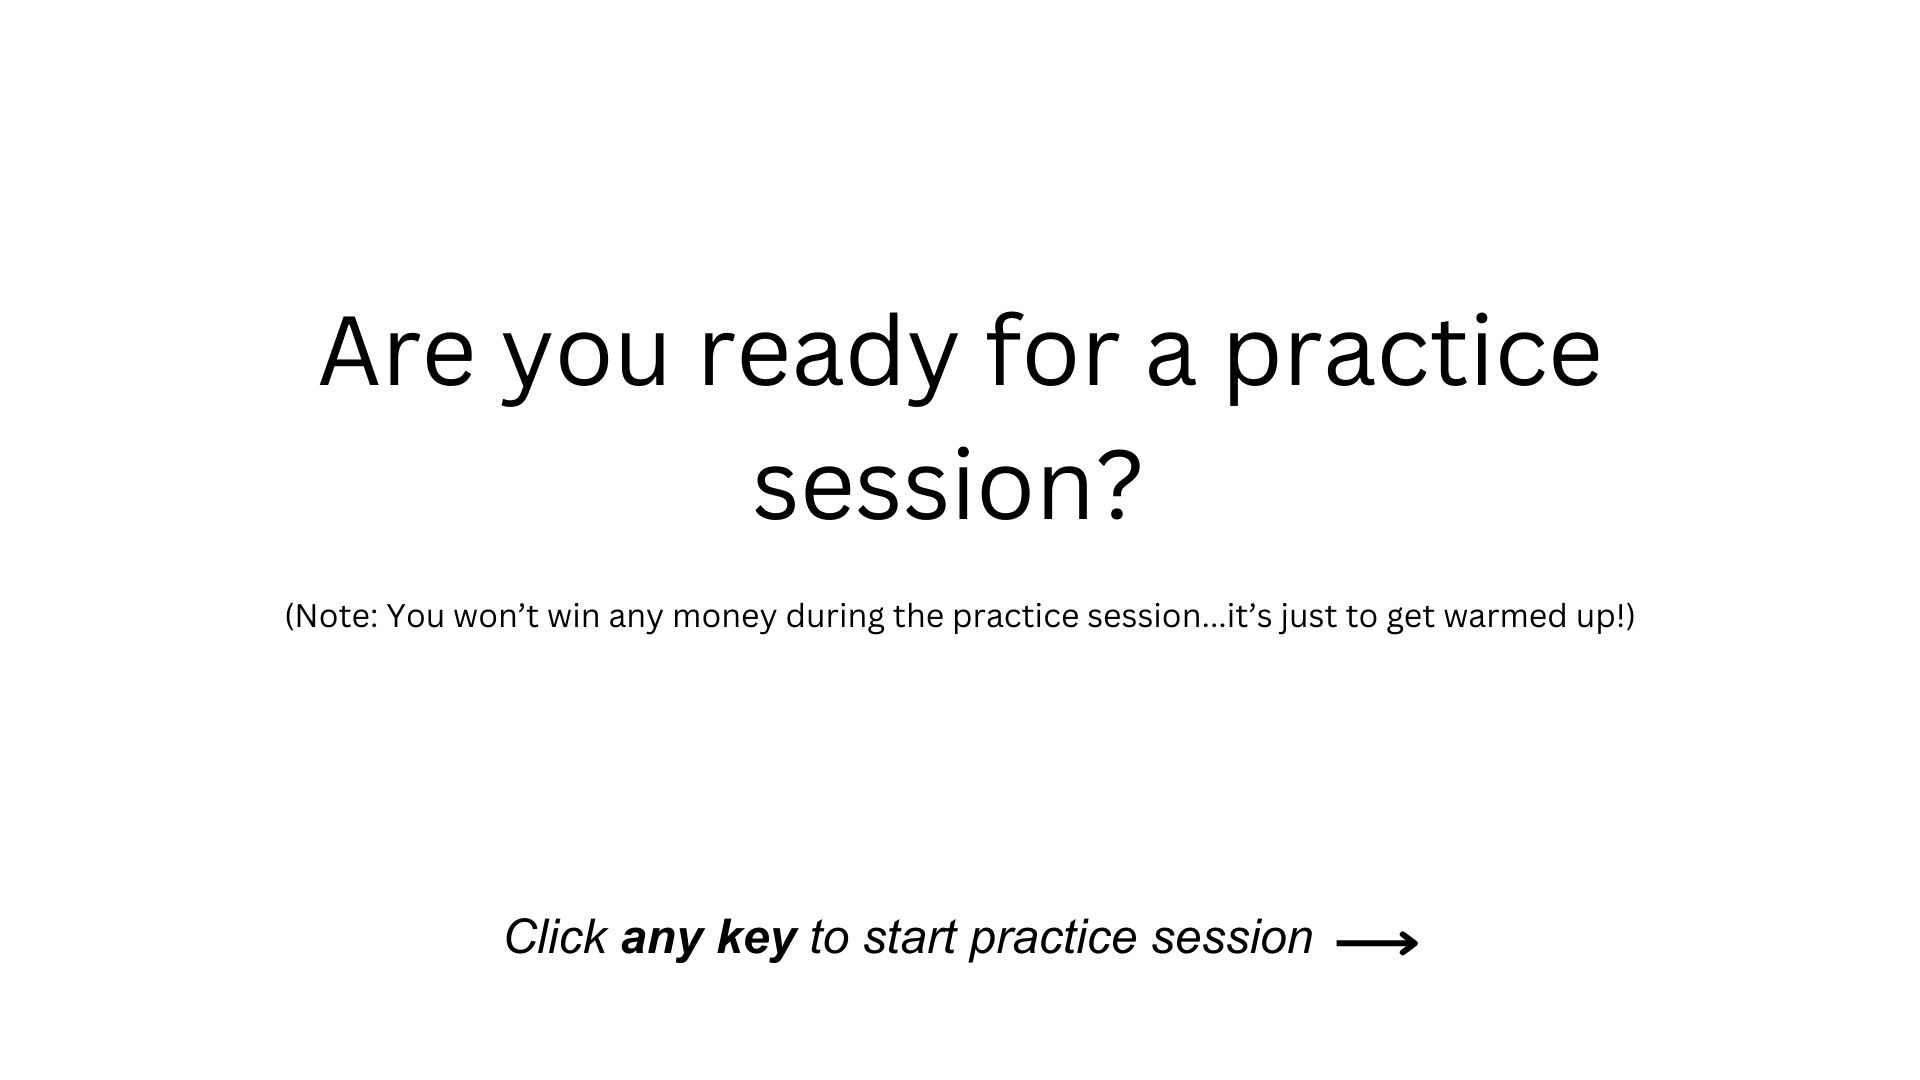 Are you ready for a practice
session?
(Note: You won’t win any money during the practice session...it’s just to get warmed up!)
Click any key to start practice session